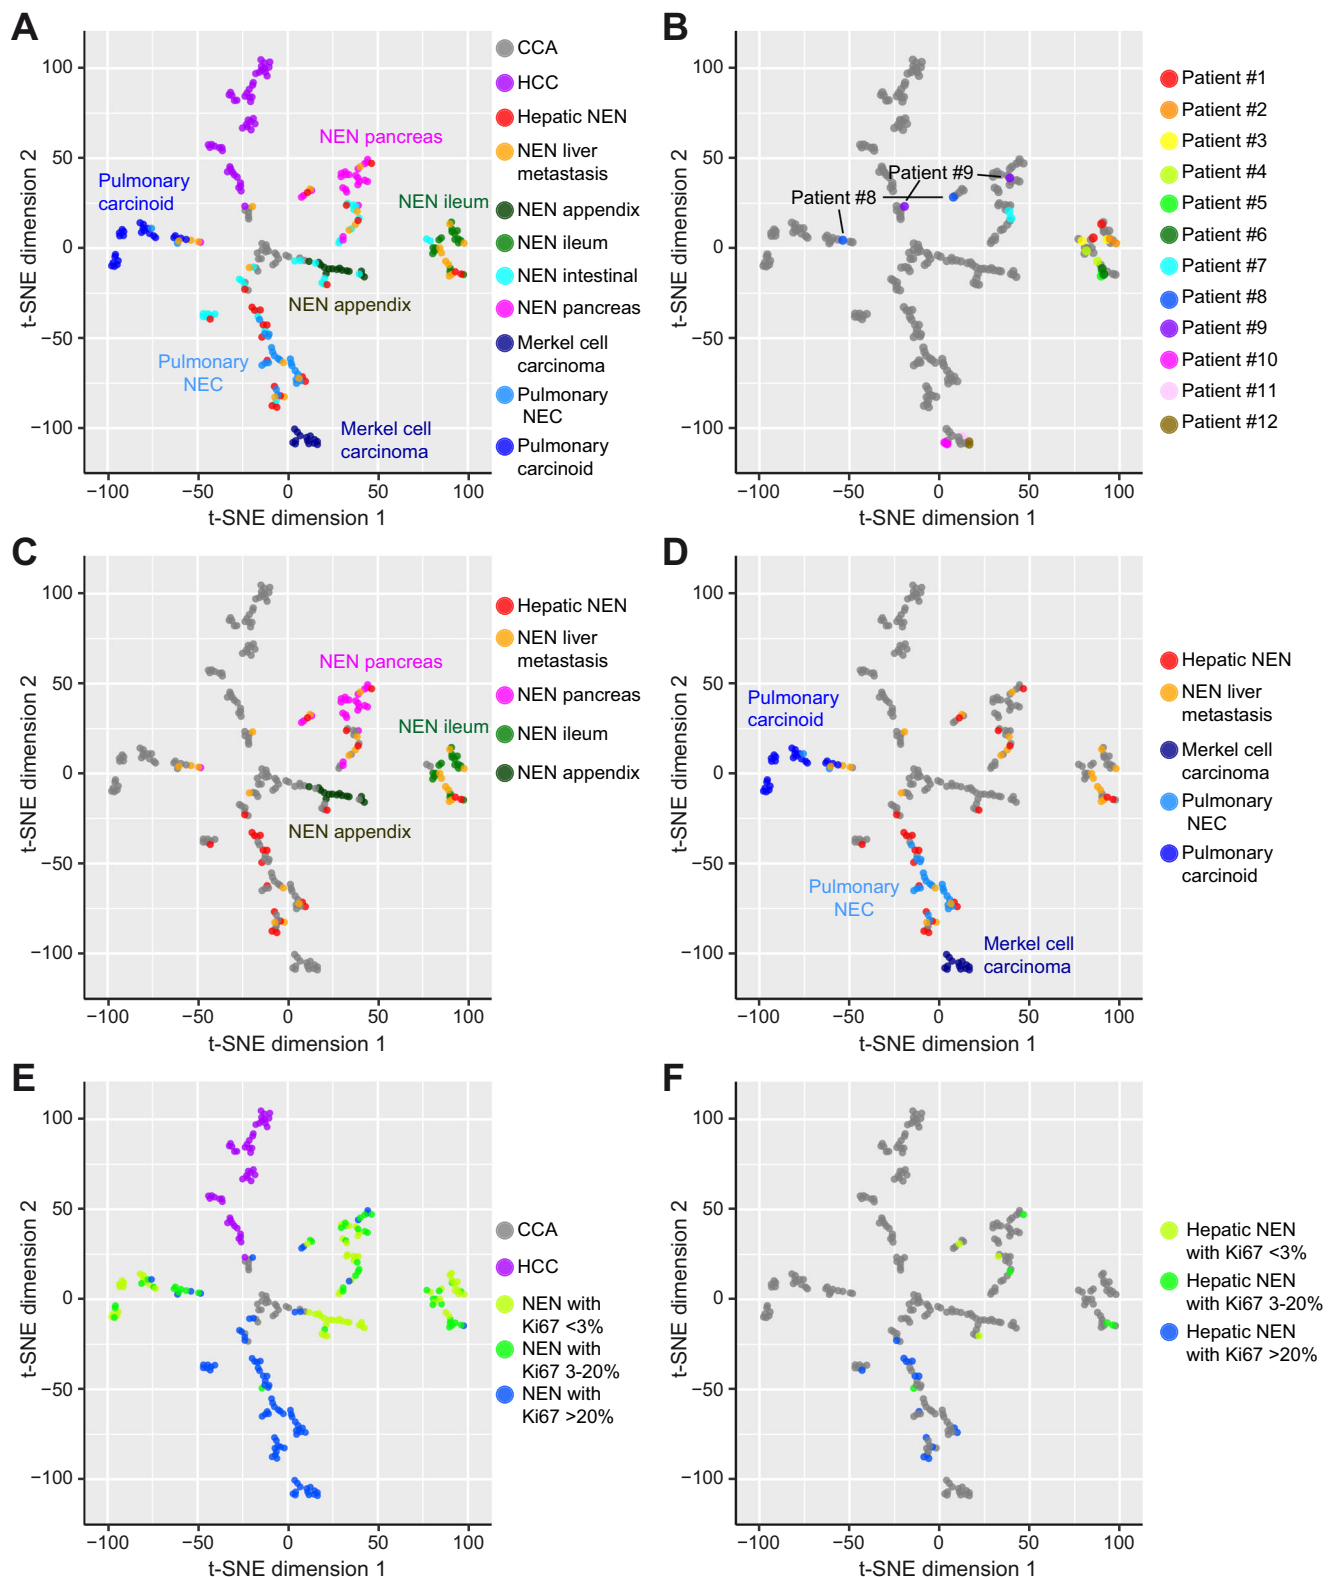 A
t-SNE dimension 2
100
50
0
−50
−100
−100
−50
0
50
100
t-SNE dimension 1
NEN pancreas
Pulmonary
carcinoid
NEN ileum
NEN appendix
Pulmonary
NEC
Merkel cell
carcinoma
CCA
HCC
Hepatic NEN
NEN liver
metastasis
NEN appendix
NEN ileum
NEN intestinal
NEN pancreas
Merkel cell
carcinoma
Pulmonary
NEC
Pulmonary
carcinoid
B
t-SNE dimension 2
100
50
0
−50
−100
−100
−50
0
50
100
t-SNE dimension 1
Patient #9
Patient #8
Patient #1
Patient #2
Patient #3
Patient #4
Patient #5
Patient #6
Patient #7
Patient #8
Patient #9
Patient #10
Patient #11
Patient #12
C
t-SNE dimension 2
100
50
0
−50
−100
−100
−50
0
50
100
t-SNE dimension 1
NEN pancreas
NEN ileum
NEN appendix
Hepatic NEN
NEN liver
metastasis
NEN pancreas
NEN ileum
NEN appendix
D
t-SNE dimension 2
100
50
0
−50
−100
−100
−50
0
50
100
t-SNE dimension 1
Pulmonary
carcinoid
Pulmonary
NEC
Merkel cell
carcinoma
Hepatic NEN
NEN liver
metastasis
Merkel cell
carcinoma
Pulmonary
NEC
Pulmonary
carcinoid
E
t-SNE dimension 2
100
50
0
−50
−100
−100
−50
0
50
100
t-SNE dimension 1
CCA
HCC
NEN with
Ki67 <3%
NEN with
Ki67 3-20%
NEN with
Ki67 >20%
F
t-SNE dimension 2
100
50
0
−50
−100
−100
−50
0
50
100
t-SNE dimension 1
Hepatic NEN
with Ki67 <3%
Hepatic NEN
with Ki67 3-20%
Hepatic NEN
with Ki67 >20%